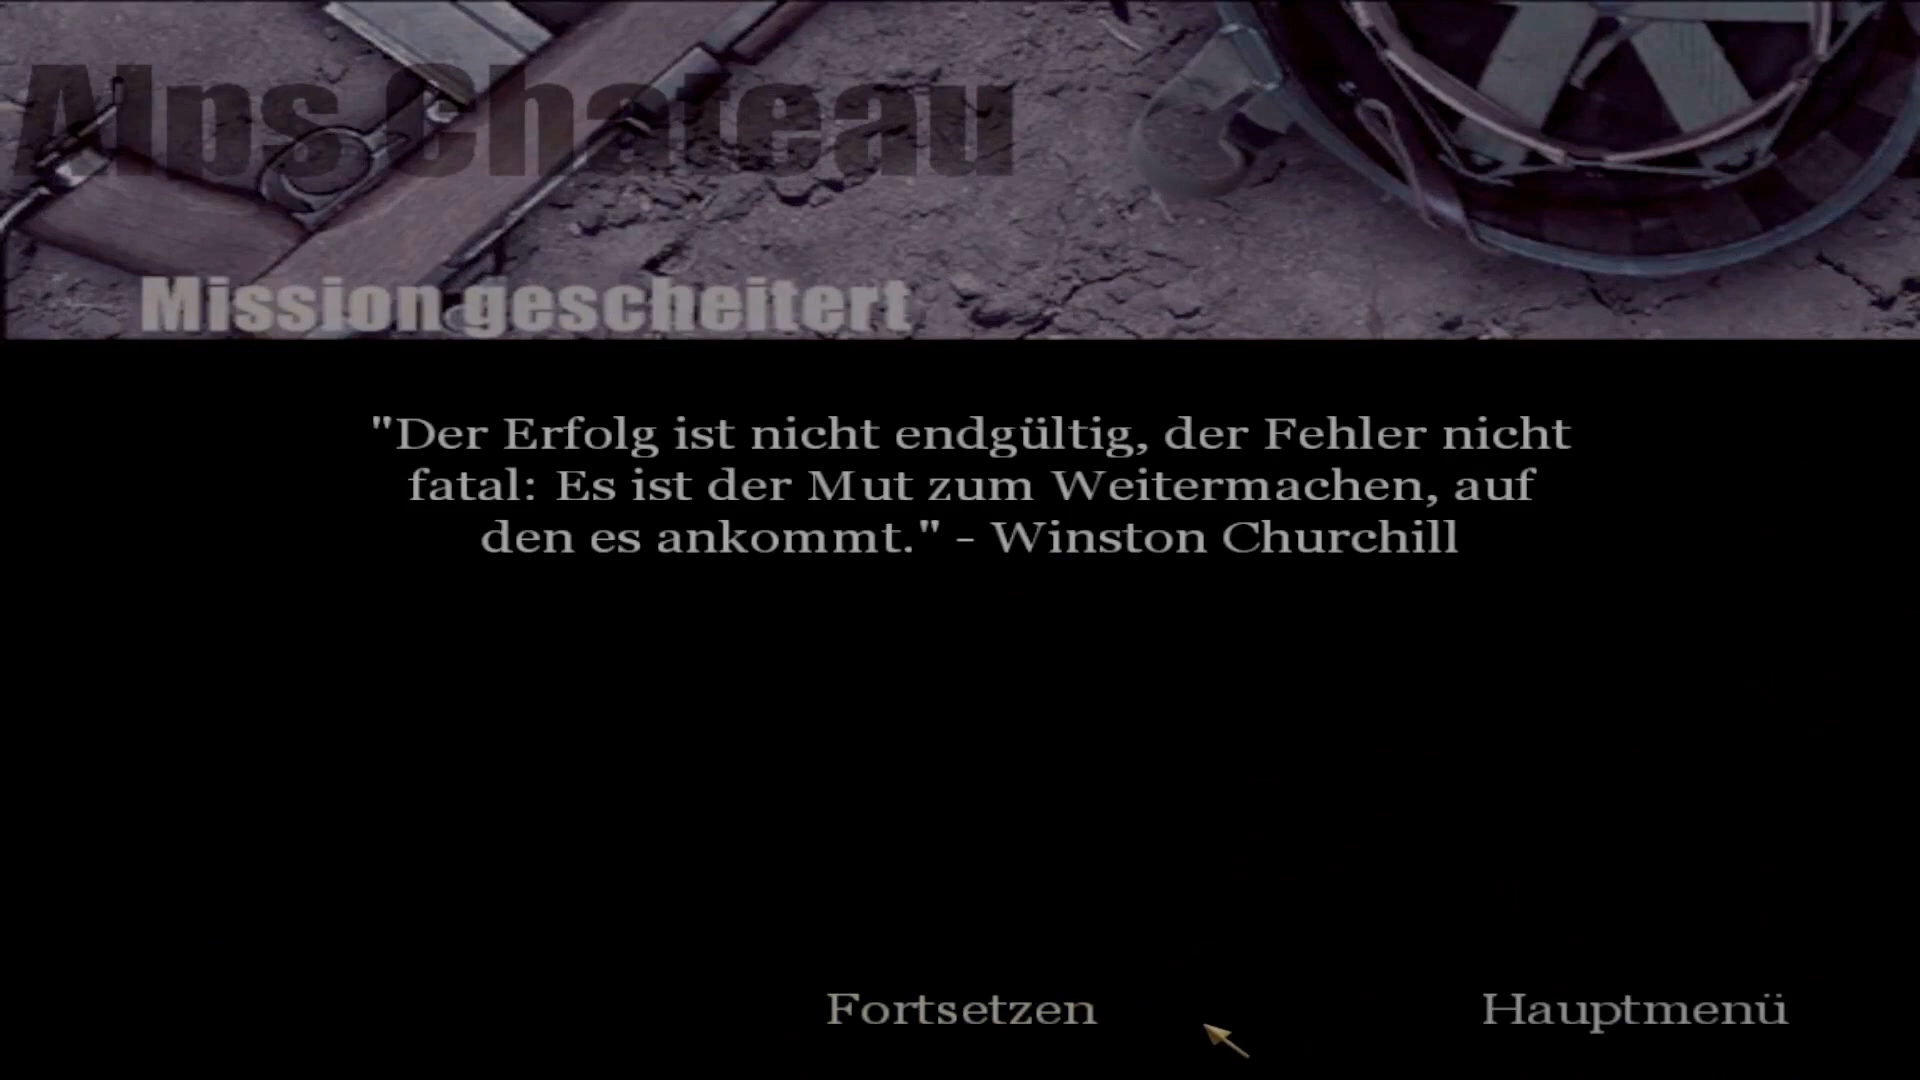 Alps Chateau
Mission gescheitert
"Der Erfolg ist nicht endgültig, der Fehler nicht
fatal: Es ist der Mut zum Weitermachen, auf
den es ankommt." - Winston Churchill
Fortsetzen
Hauptmenü